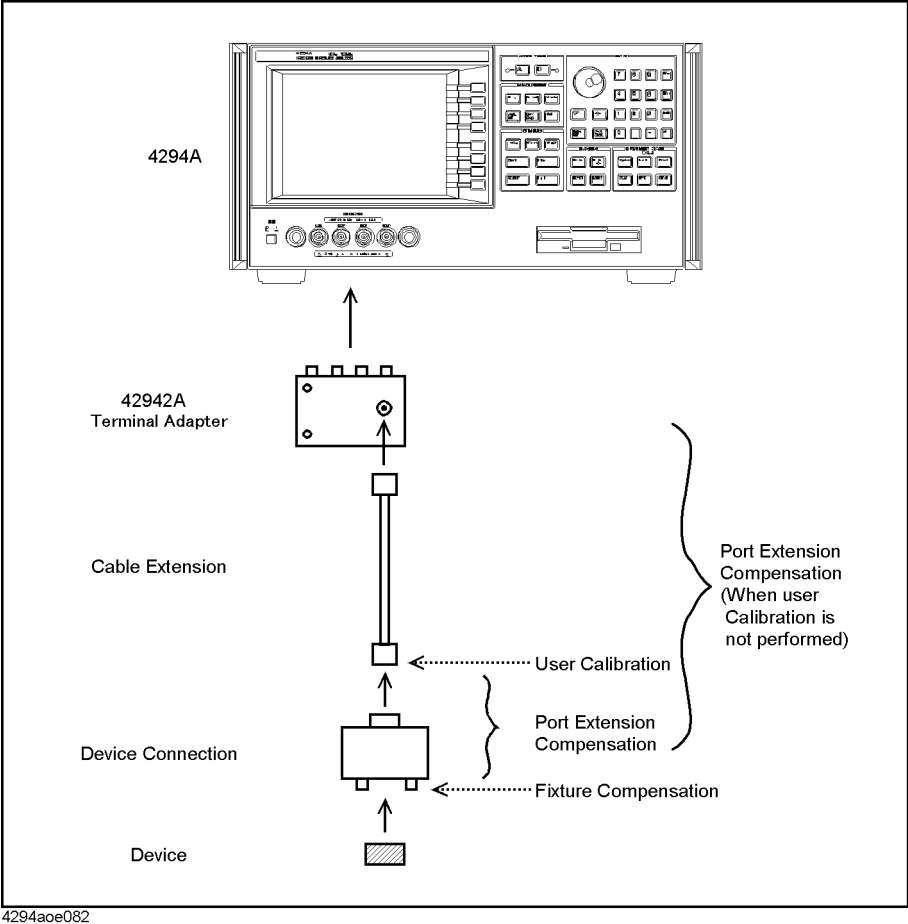 4294A
42942A
Terminal Adapter
Cable Extension
Port Extension
Compensation
(When user
Calibration is
not performed)
User Calibration
Port Extension
Compensation
Device Connection
Fixture Compensation
Device
4294aoe082